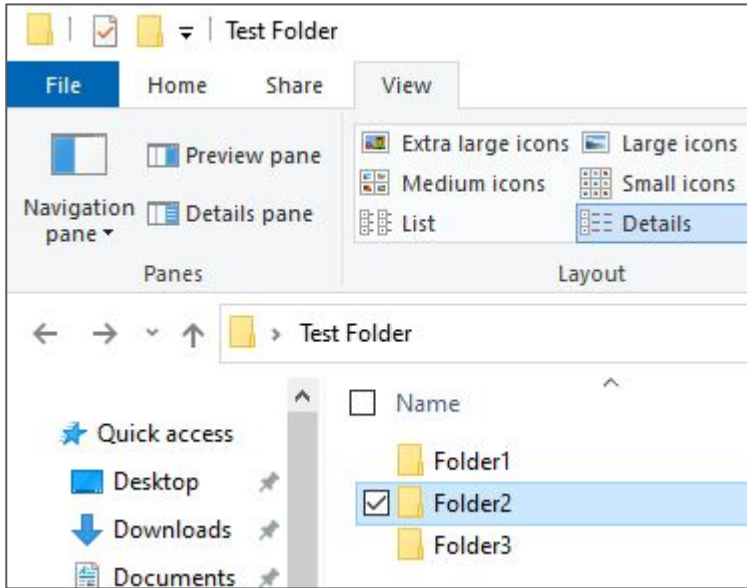 Test Folder
File Home Share View
Preview pane
Navigation pane
Details pane
Panes
Extra large icons Large icons
Medium icons Small icons
List Details
Layout
Test Folder
Quick access
Desktop
Downloads
Documents
Name
Folder1
Folder2
Folder3